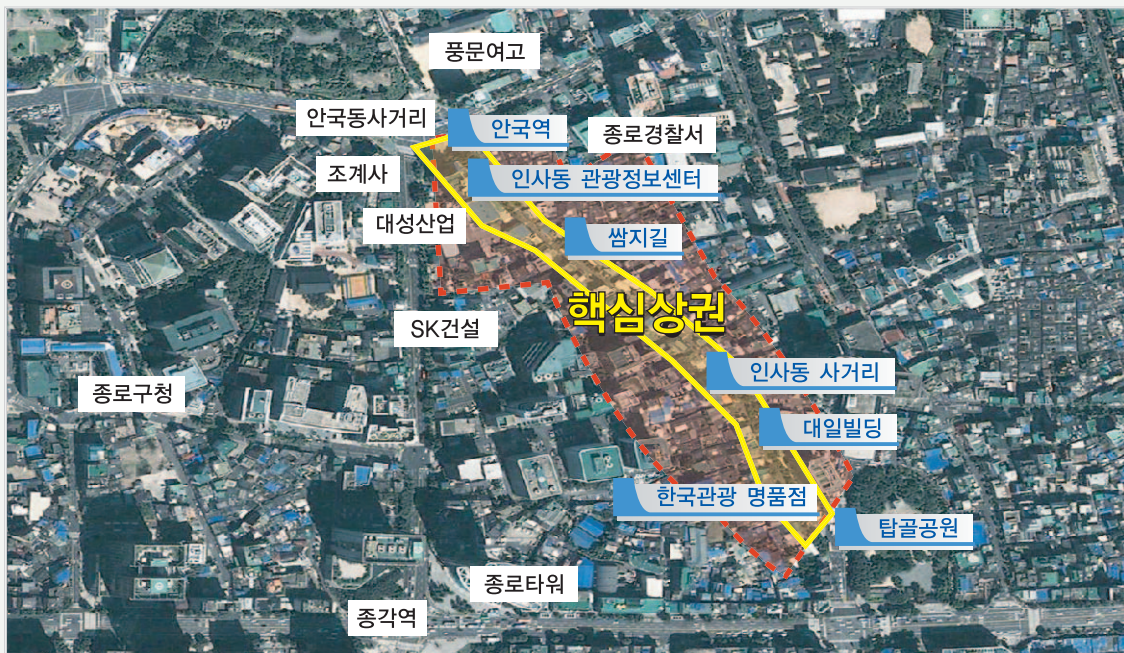 풍문여고
안국동사거리
안국역
종로경찰서
조계사
인사동 관광정보센터
대성산업
쌈지길
핵심상권
SK건설
인사동 사거리
종로구청
대일빌딩
한국관광 명품점
탑골공원
종로타워
종각역